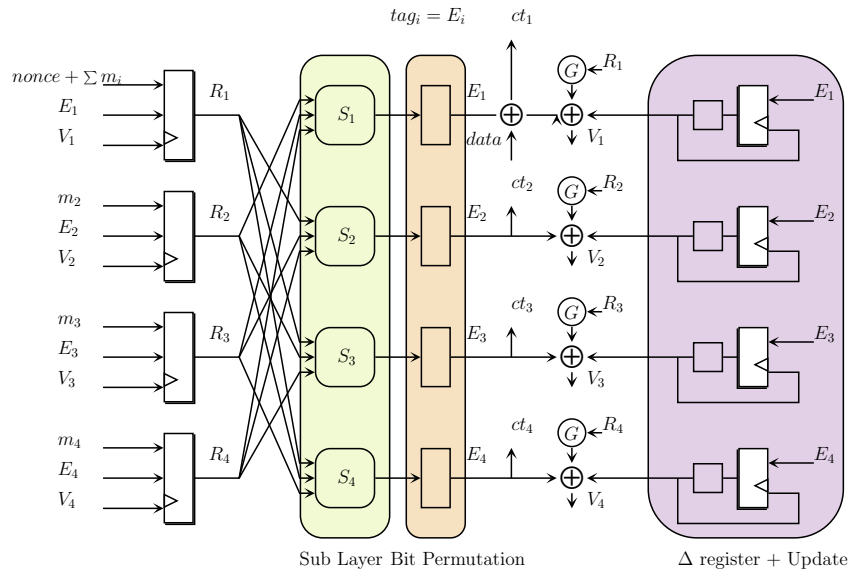 tag_i = E_i
ct_1
nonce + ∑ m_i
E_1
V_1
R_1
S_1
E_1
data
G
R_1
V_1
E_1
m_2
E_2
V_2
R_2
S_2
E_2
ct_2
G
R_2
V_2
E_2
m_3
E_3
V_3
R_3
S_3
E_3
ct_3
G
R_3
V_3
E_3
m_4
E_4
V_4
R_4
S_4
E_4
ct_4
G
R_4
V_4
E_4
Sub Layer Bit Permutation
Δ register + Update